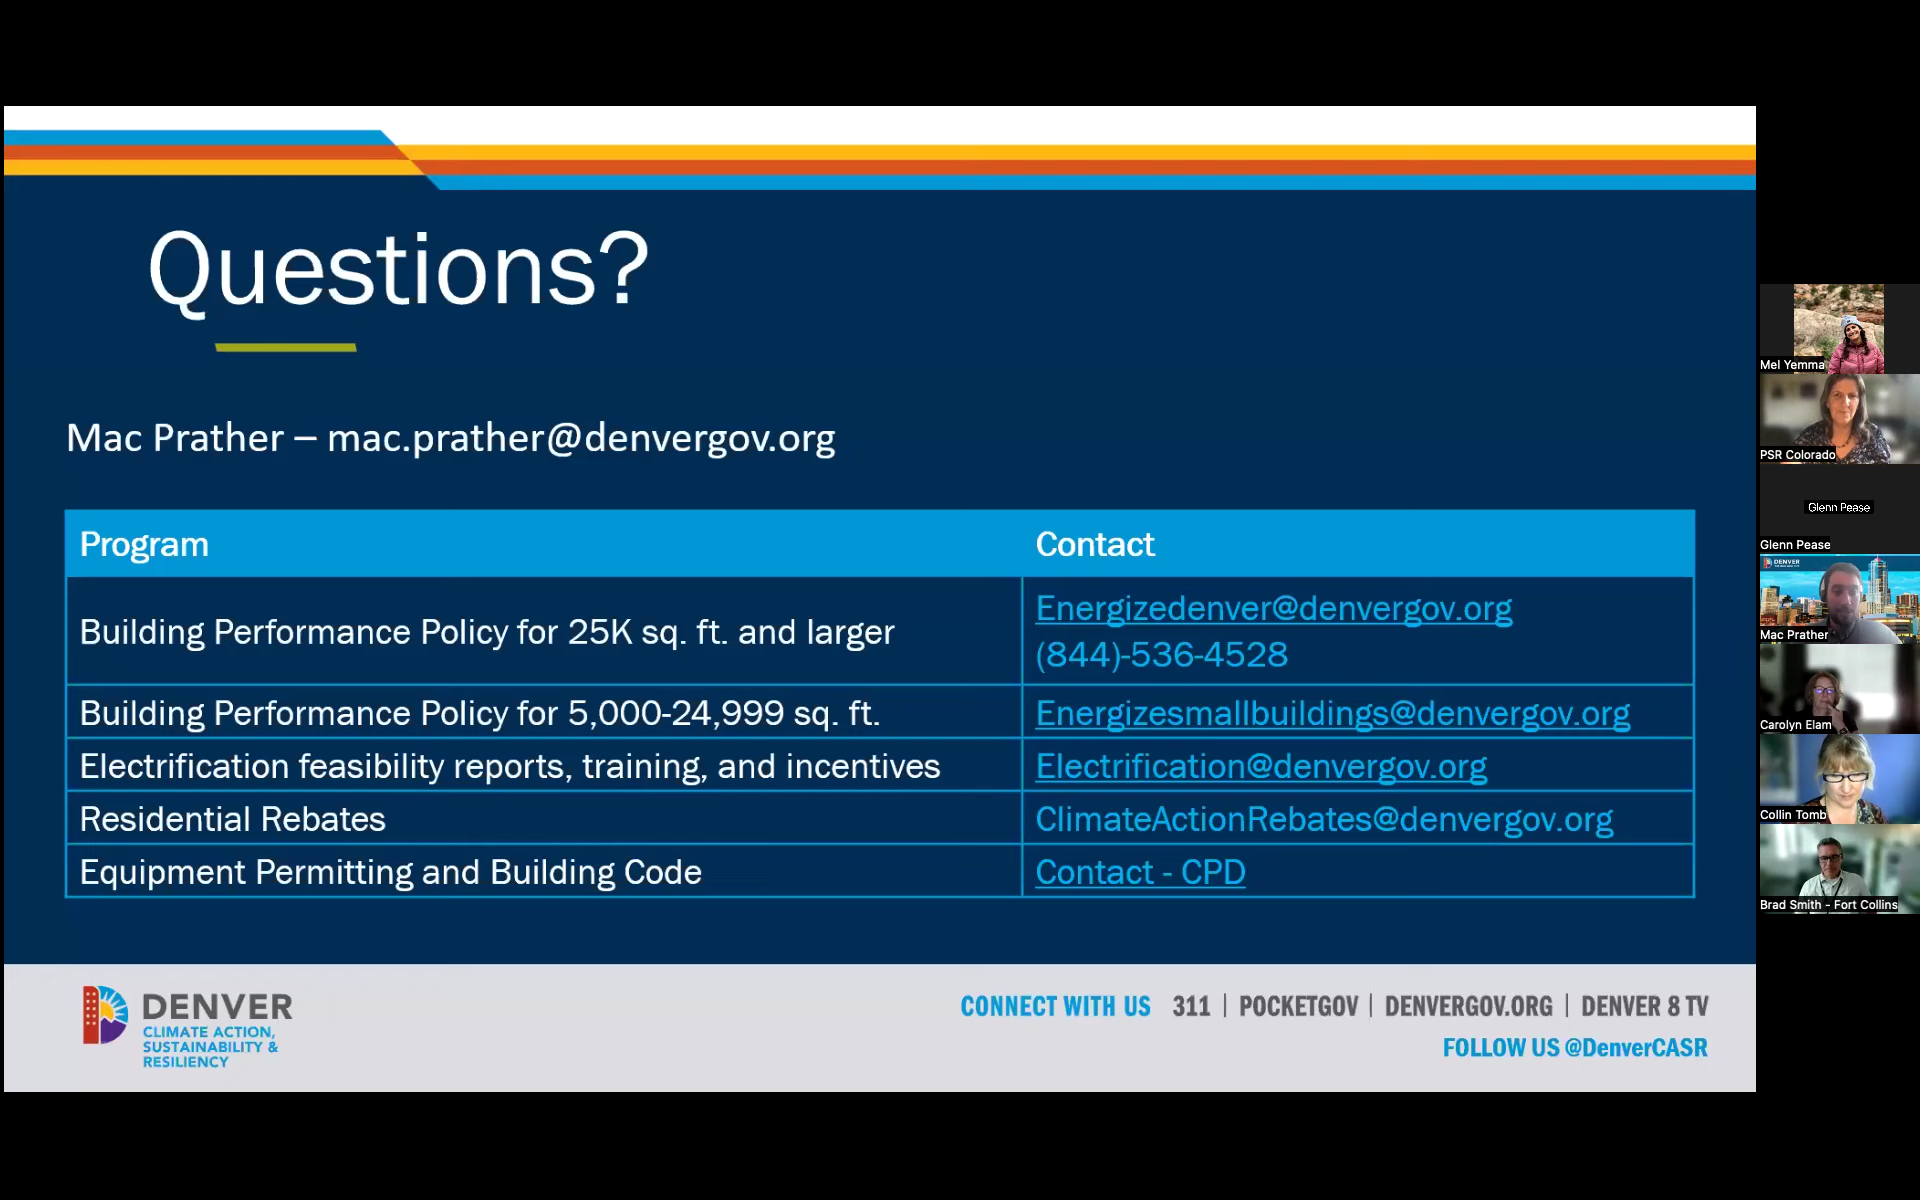 Questions?
Mac Prather – mac.prather@denvergov.org
Program
Contact
Building Performance Policy for 25K sq. ft. and larger
Energizedenver@denvergov.org
(844)-536-4528
Building Performance Policy for 5,000-24,999 sq. ft.
Energizesmallbuildings@denvergov.org
Electrification feasibility reports, training, and incentives
Electrification@denvergov.org
Residential Rebates
ClimateActionRebates@denvergov.org
Equipment Permitting and Building Code
Contact - CPD
DENVER
CLIMATE ACTION,
SUSTAINABILITY &
RESILIENCY
CONNECT WITH US 311 | POCKETGOV | DENVERGOV.ORG | DENVER 8 TV
FOLLOW US @DenverCASR
Mel Yemma
PSR Colorado
Glenn Pease
Glenn Pease
DENVER
Mac Prather
Carolyn Elam
Collin Tomb
Brad Smith - Fort Collins